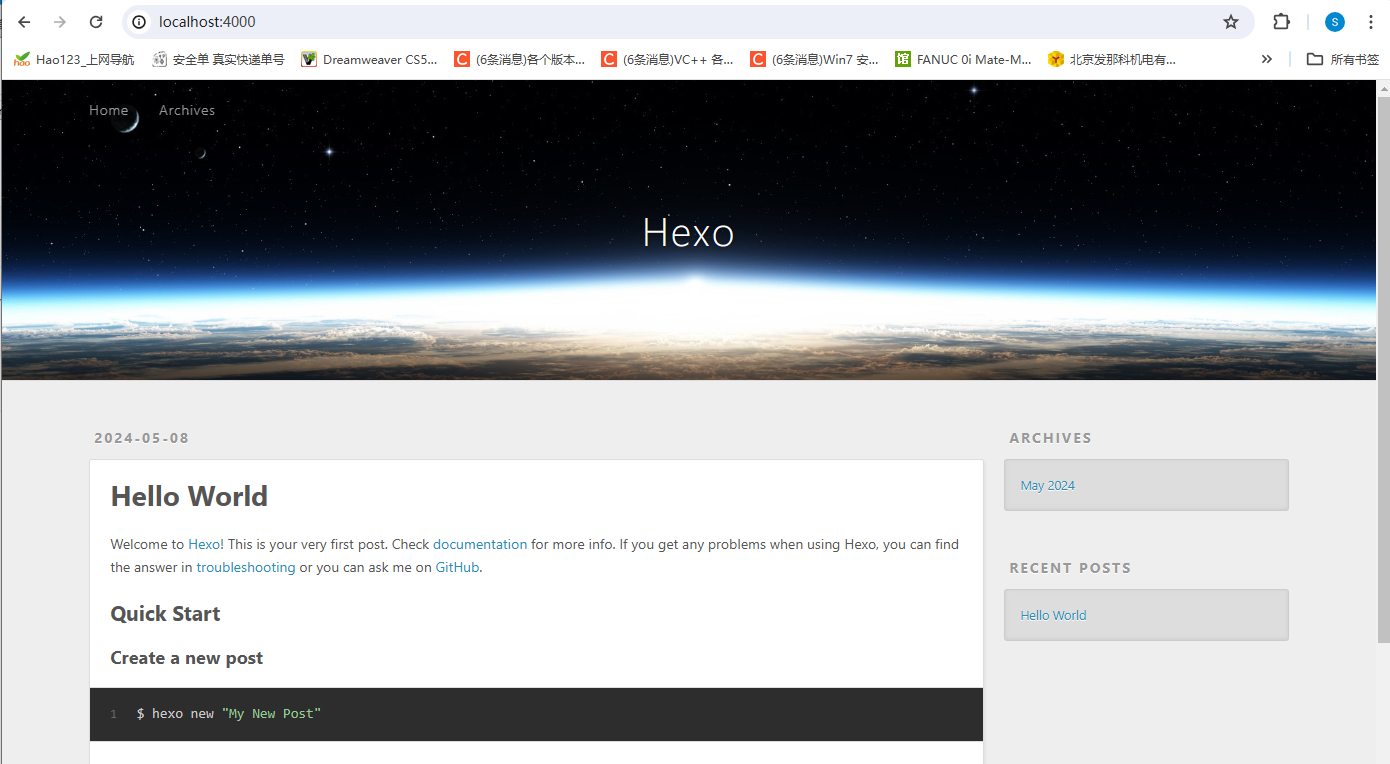 localhost:4000
S
Hao123_上网导航 安全单 真实快递单号 Dreamweaver CS5... (6条消息)各个版本... (6条消息)VC++ 各... (6条消息)Win7 安... FANUC 0i Mate-M... 北京发那科机电有... 所有书签
Home Archives
Hexo
2024-05-08
Hello World
Welcome to Hexo! This is your very first post. Check documentation for more info. If you get any problems when using Hexo, you can find
the answer in troubleshooting or you can ask me on GitHub.
Quick Start
Create a new post
1 $ hexo new "My New Post"
ARCHIVES
May 2024
RECENT POSTS
Hello World